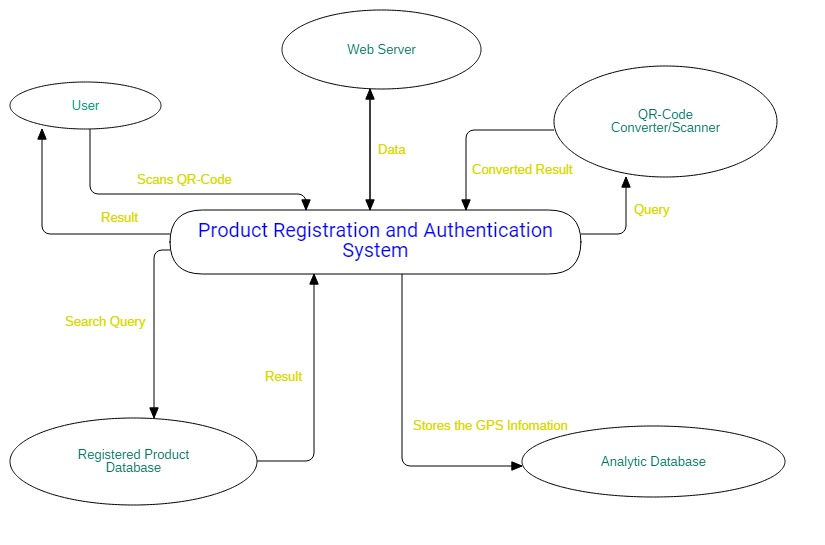 Web Server
User
QR-Code
Converter/Scanner
Data
Converted Result
Scans QR-Code
Result
Query
Product Registration and Authentication
System
Search Query
Result
Stores the GPS Infomation
Registered Product
Database
Analytic Database